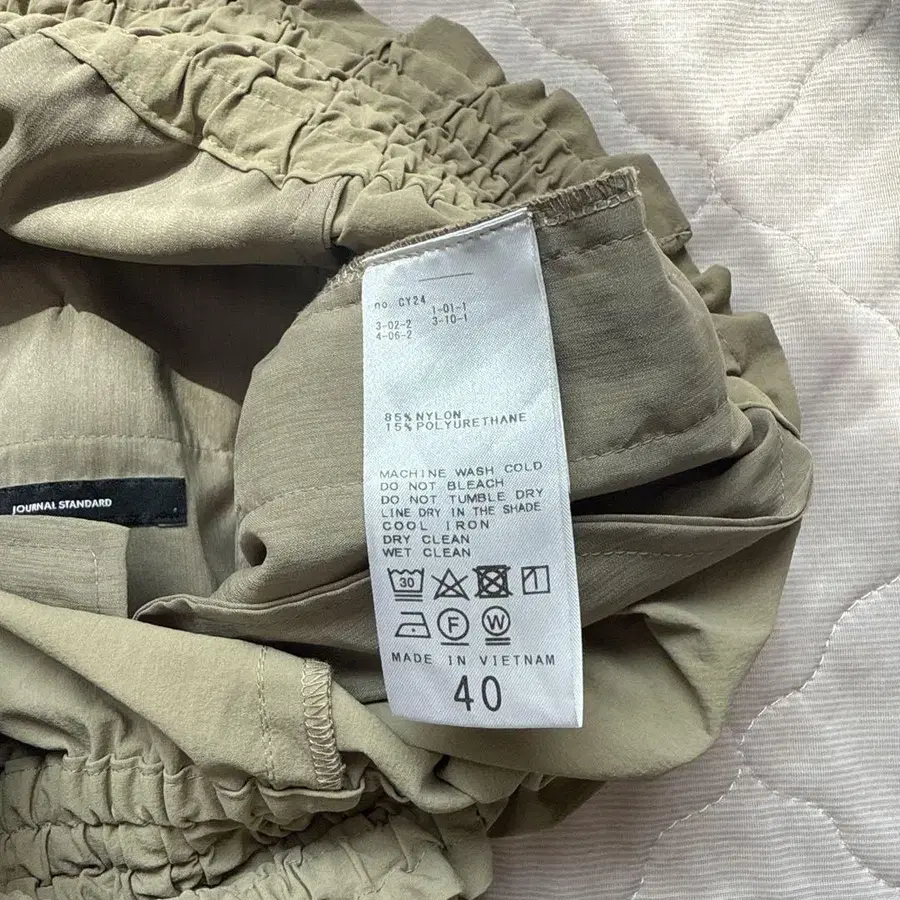 no. CY24
1-01-1
3-02-2 3-10-1
4-06-2
85% NYLON
15% POLYURETHANE
MACHINE WASH COLD
DO NOT BLEACH
DO NOT TUMBLE DRY
LINE DRY IN THE SHADE
COOL IRON
DRY CLEAN
WET CLEAN
30
F W
MADE IN VIETNAM
40
JOURNAL STANDARD